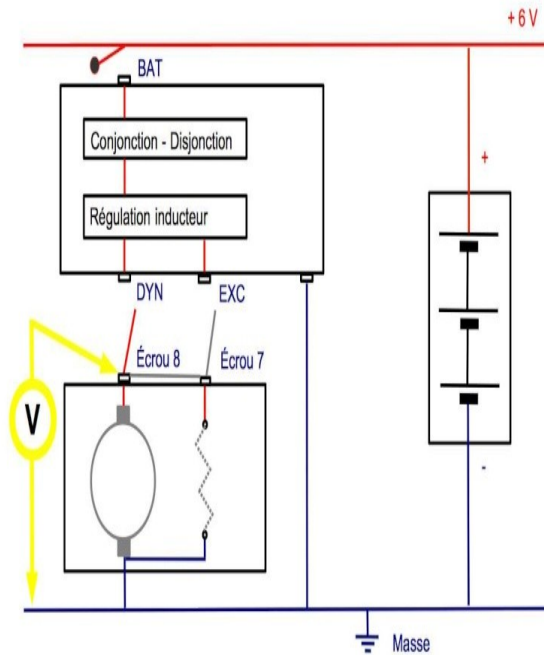 + 6 V
BAT
Conjonction - Disjonction
+
Régulation inducteur
DYN EXC
Écrou 8 Écrou 7
V
-
Masse